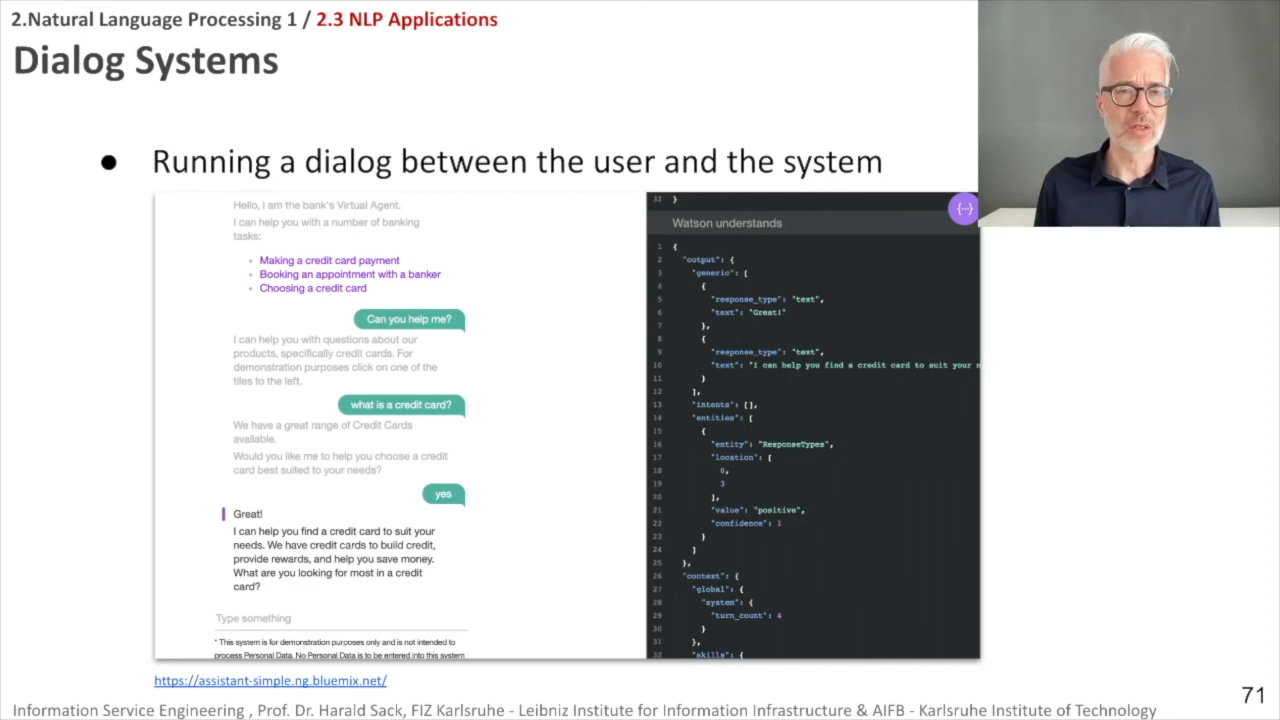 2.Natural Language Processing 1 / 2.3 NLP Applications
Dialog Systems
● Running a dialog between the user and the system
Hello, I am the bank's Virtual Agent.
I can help you with a number of banking
tasks:
Making a credit card payment
Booking an appointment with a banker
Choosing a credit card
Can you help me?
I can help you with questions about our
products, specifically credit cards. For
demonstration purposes click on one of the
tiles to the left.
what is a credit card?
We have a great range of Credit Cards
available.
Would you like me to help you choose a credit
card best suited to your needs?
yes
Great!
I can help you find a credit card to suit your
needs. We have credit cards to build credit,
provide rewards, and help you save money.
What are you looking for most in a credit
card?
Type something
* This system is for demonstration purposes only and is not intended to
process Personal Data. No Personal Data is to be entered into this system
32 }
{···}
Watson understands
1 {
2 "output": {
3 "generic": [
4 {
5 "response_type": "text",
6 "text": "Great!"
7 },
8 {
9 "response_type": "text",
10 "text": "I can help you find a credit card to suit your n
11 }
12 ],
13 "intents": [],
14 "entities": [
15 {
16 "entity": "ResponseTypes",
17 "location": [
18 0,
19 3
20 ],
21 "value": "positive",
22 "confidence": 1
23 }
24 ]
25 },
26 "context": {
27 "global": {
28 "system": {
29 "turn_count": 4
30 }
31 },
32 "skills": {
https://assistant-simple.ng.bluemix.net/
71
Information Service Engineering , Prof. Dr. Harald Sack, FIZ Karlsruhe - Leibniz Institute for Information Infrastructure & AIFB - Karlsruhe Institute of Technology